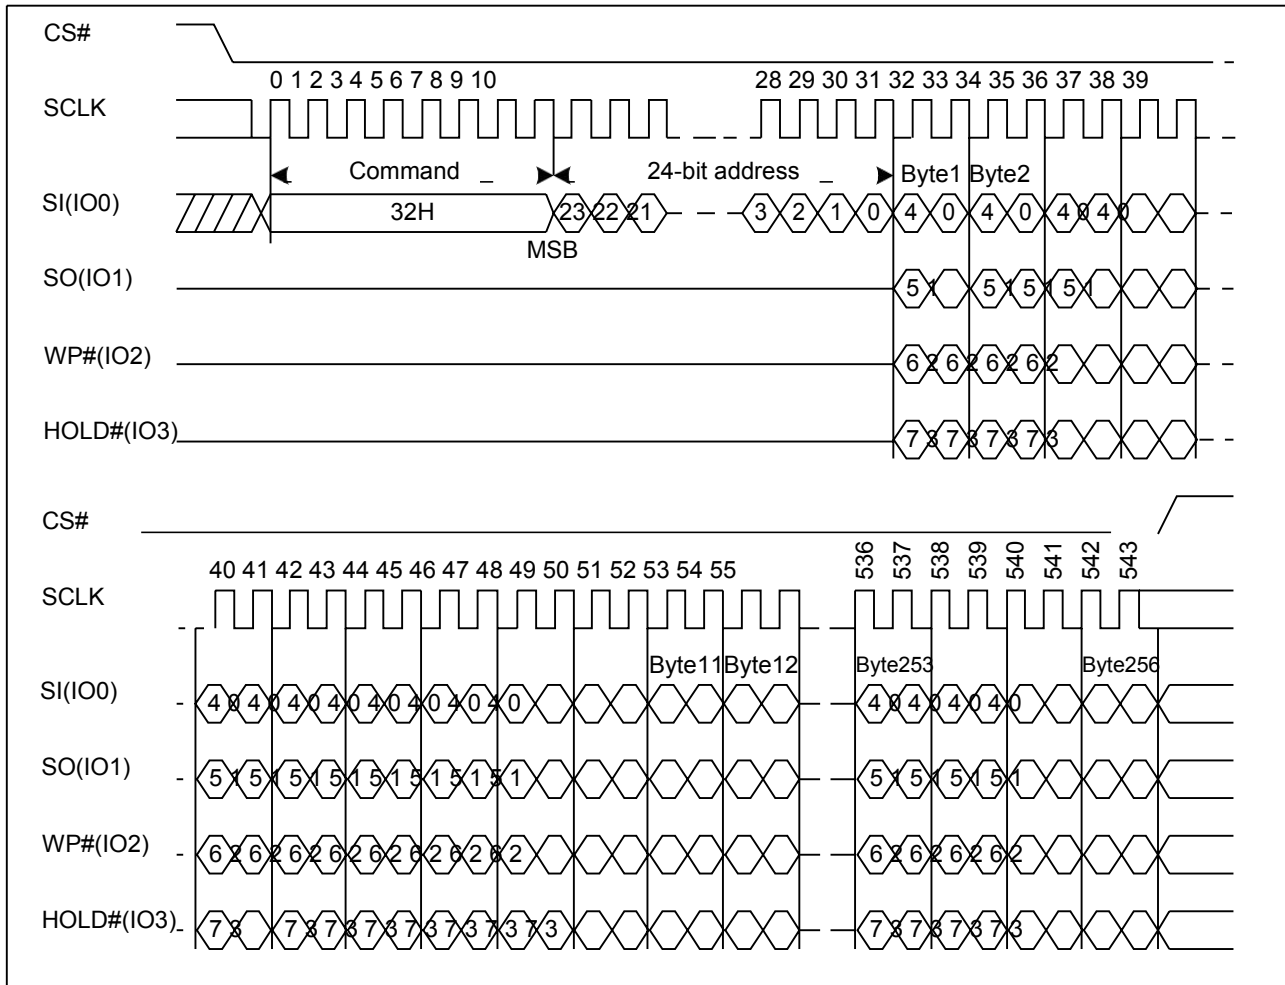 CS#
0 1 2 3 4 5 6 7 8 9 10 28 29 30 31 32 33 34 35 36 37 38 39
SCLK
Command 24-bit address Byte1 Byte2
SI(IO0) 32H 23 22 21 3 2 1 0 4 0 4 0 4 0 4 0
MSB
SO(IO1) 5 1 5 1 5 1 5 1
WP#(IO2) 6 2 6 2 6 2 6 2
HOLD#(IO3) 7 3 7 3 7 3 7 3
CS#
40 41 42 43 44 45 46 47 48 49 50 51 52 53 54 55 536 537 538 539 540 541 542 543
SCLK
Byte11 Byte12 Byte253 Byte256
SI(IO0) 4 0 4 0 4 0 4 0 4 0 4 0 4 0 4 0 4 0 4 0 4 0 4 0
SO(IO1) 5 1 5 1 5 1 5 1 5 1 5 1 5 1 5 1 5 1 5 1 5 1 5 1
WP#(IO2) 6 2 6 2 6 2 6 2 6 2 6 2 6 2 6 2 6 2 6 2 6 2 6 2
HOLD#(IO3) 7 3 7 3 7 3 7 3 7 3 7 3 7 3 7 3 7 3 7 3 7 3 7 3